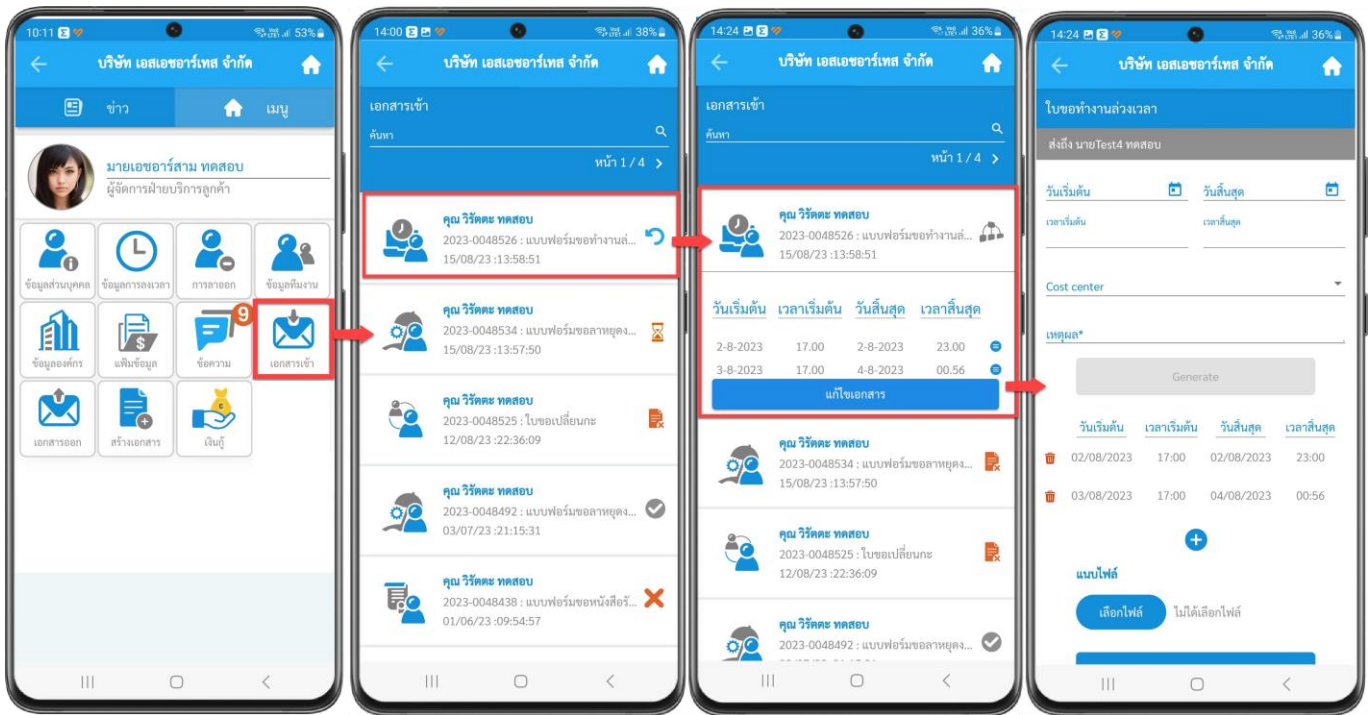 10:11 53%
บริษัท เอสเอชอาร์เทส จำกัด
ข่าว เมนู
มายเอชอาร์สาม ทดสอบ
ผู้จัดการฝ่ายบริการลูกค้า
ข้อมูลส่วนบุคคล ข้อมูลการลงเวลา การลาออก ข้อมูลทีมงาน
9
ข้อมูลองค์กร แฟ้มข้อมูล ข้อความ เอกสารเข้า
เอกสารออก สร้างเอกสาร เงินกู้
14:00 38%
บริษัท เอสเอชอาร์เทส จำกัด
เอกสารเข้า
ค้นหา
หน้า 1 / 4 >
คุณ วิรัตตะ ทดสอบ
2023-0048526 : แบบฟอร์มขอทำงานล่...
15/08/23 :13:58:51
คุณ วิรัตตะ ทดสอบ
2023-0048534 : แบบฟอร์มขอลาหยุดง...
15/08/23 :13:57:50
คุณ วิรัตตะ ทดสอบ
2023-0048525 : ใบขอเปลี่ยนกะ
12/08/23 :22:36:09
คุณ วิรัตตะ ทดสอบ
2023-0048492 : แบบฟอร์มขอลาหยุดง...
03/07/23 :21:15:31
คุณ วิรัตตะ ทดสอบ
2023-0048438 : แบบฟอร์มขอหนังสือรั...
01/06/23 :09:54:57
14:24 36%
บริษัท เอสเอชอาร์เทส จำกัด
เอกสารเข้า
ค้นหา
หน้า 1 / 4 >
คุณ วิรัตตะ ทดสอบ
2023-0048526 : แบบฟอร์มขอทำงานล่...
15/08/23 :13:58:51
วันเริ่มต้น เวลาเริ่มต้น วันสิ้นสุด เวลาสิ้นสุด
2-8-2023 17.00 2-8-2023 23.00
3-8-2023 17.00 4-8-2023 00.56
แก้ไขเอกสาร
คุณ วิรัตตะ ทดสอบ
2023-0048534 : แบบฟอร์มขอลาหยุดง...
15/08/23 :13:57:50
คุณ วิรัตตะ ทดสอบ
2023-0048525 : ใบขอเปลี่ยนกะ
12/08/23 :22:36:09
คุณ วิรัตตะ ทดสอบ
2023-0048492 : แบบฟอร์มขอลาหยุดง...
14:24 36%
บริษัท เอสเอชอาร์เทส จำกัด
ใบขอทำงานล่วงเวลา
ส่งถึง นายTest4 ทดสอบ
วันเริ่มต้น วันสิ้นสุด
เวลาเริ่มต้น เวลาสิ้นสุด
Cost center
เหตุผล*
Generate
วันเริ่มต้น เวลาเริ่มต้น วันสิ้นสุด เวลาสิ้นสุด
02/08/2023 17:00 02/08/2023 23:00
03/08/2023 17:00 04/08/2023 00:56
แนบไฟล์
เลือกไฟล์ ไม่ได้เลือกไฟล์